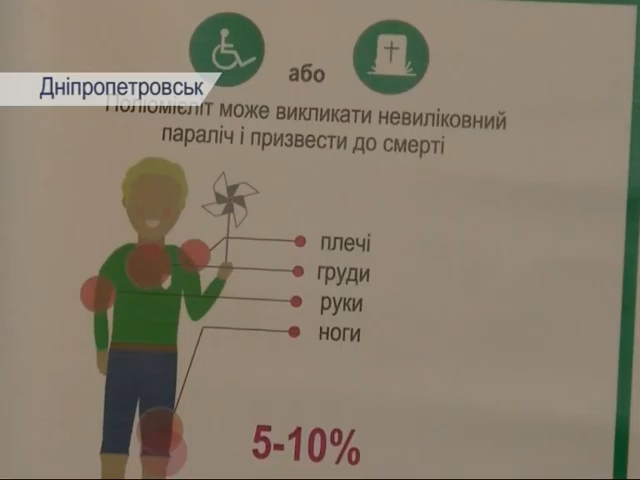 або
Дніпропетровськ
Поліомієліт може викликати невиліковний
параліч і призвести до смерті
плечі
груди
руки
ноги
5-10%